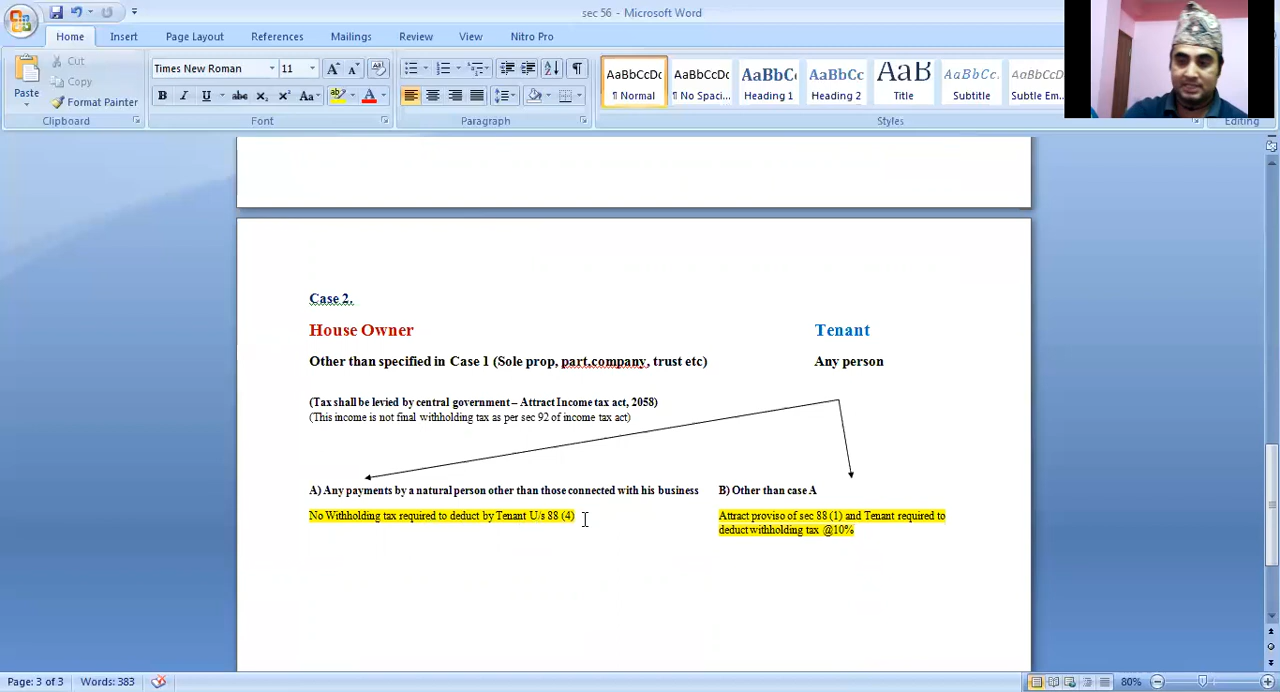 sec 56 - Microsoft Word
Home Insert Page Layout References Mailings Review View Nitro Pro
Paste
Cut
Copy
Format Painter
Clipboard
Times New Roman 11
B I U abc X₂ X² Aa A
Font
Paragraph
AaBbCcDc AaBbCcDc AaBbC AaBbCc AaB AaBbCc. AaBbCcDc
¶ Normal ¶ No Spaci... Heading 1 Heading 2 Title Subtitle Subtle Em...
Styles
Editing
Case 2.
House Owner Tenant
Other than specified in Case 1 (Sole prop, part,company, trust etc) Any person
(Tax shall be levied by central government – Attract Income tax act, 2058)
(This income is not final withholding tax as per sec 92 of income tax act)
A) Any payments by a natural person other than those connected with his business B) Other than case A
No Withholding tax required to deduct by Tenant U/s 88 (4) Attract proviso of sec 88 (1) and Tenant required to
deduct withholding tax @10%
Page: 3 of 3 Words: 383 80%